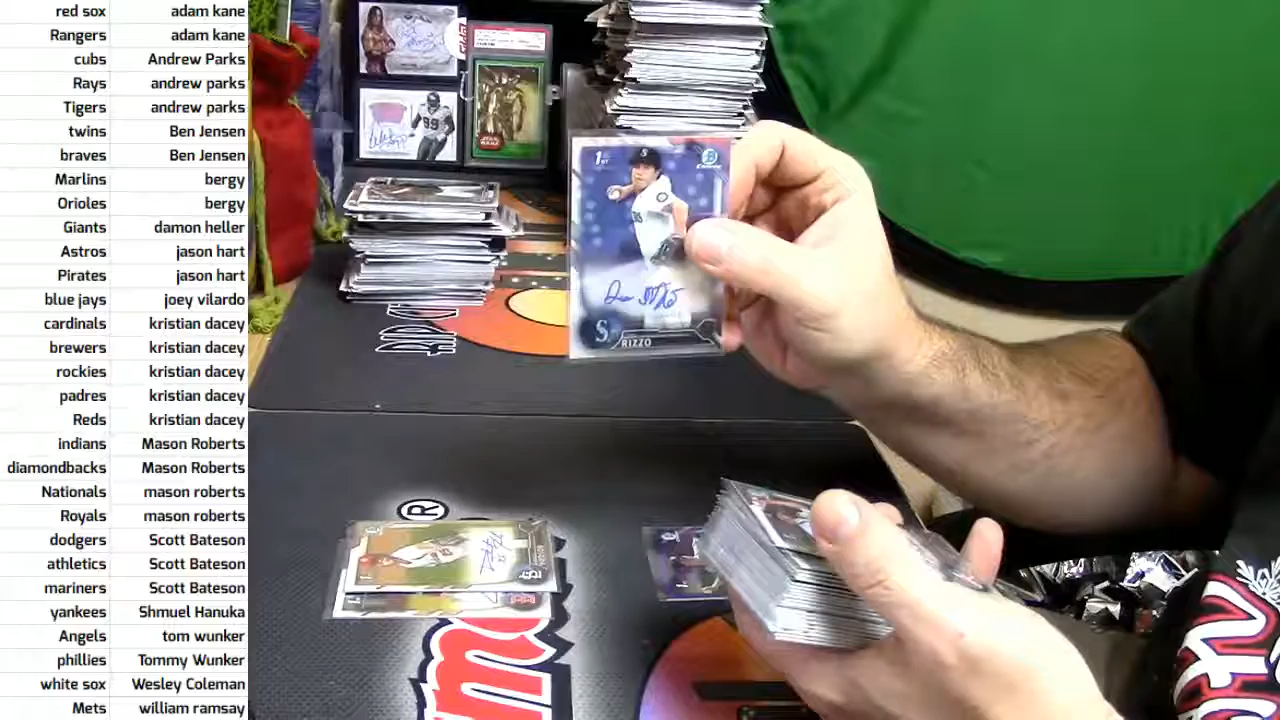 red sox adam kane
Rangers adam kane
cubs Andrew Parks
Rays andrew parks
Tigers andrew parks
twins Ben Jensen
braves Ben Jensen
Marlins bergy
Orioles bergy
Giants damon heller
Astros jason hart
Pirates jason hart
blue jays joey vilardo
cardinals kristian dacey
brewers kristian dacey
rockies kristian dacey
padres kristian dacey
Reds kristian dacey
indians Mason Roberts
diamondbacks Mason Roberts
Nationals mason roberts
Royals mason roberts
dodgers Scott Bateson
athletics Scott Bateson
mariners Scott Bateson
yankees Shmuel Hanuka
Angels tom wunker
phillies Tommy Wunker
white sox Wesley Coleman
Mets william ramsay
1ST
S
RIZZO
STAR WARS
99
RIP
®
m